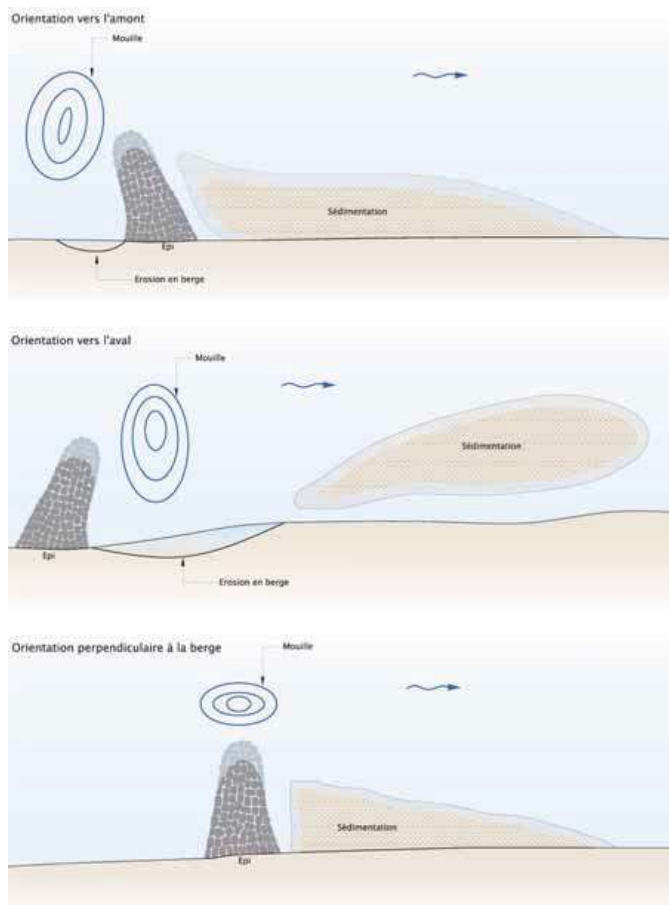 Orientation vers l'amont
Mouille
Sédimentation
Epi
Erosion en berge
Orientation vers l'aval
Mouille
Sédimentation
Epi
Erosion en berge
Orientation perpendiculaire à la berge
Mouille
Sédimentation
Epi